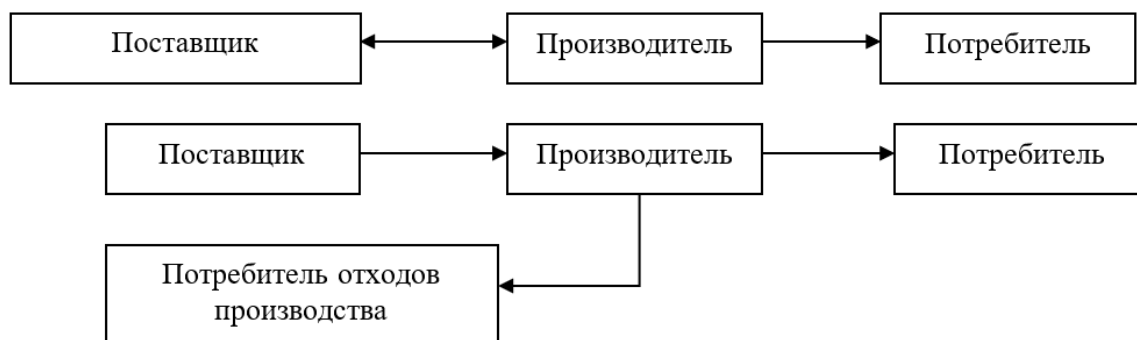 Поставщик
Производитель
Потребитель
Поставщик
Производитель
Потребитель
Потребитель отходов
производства